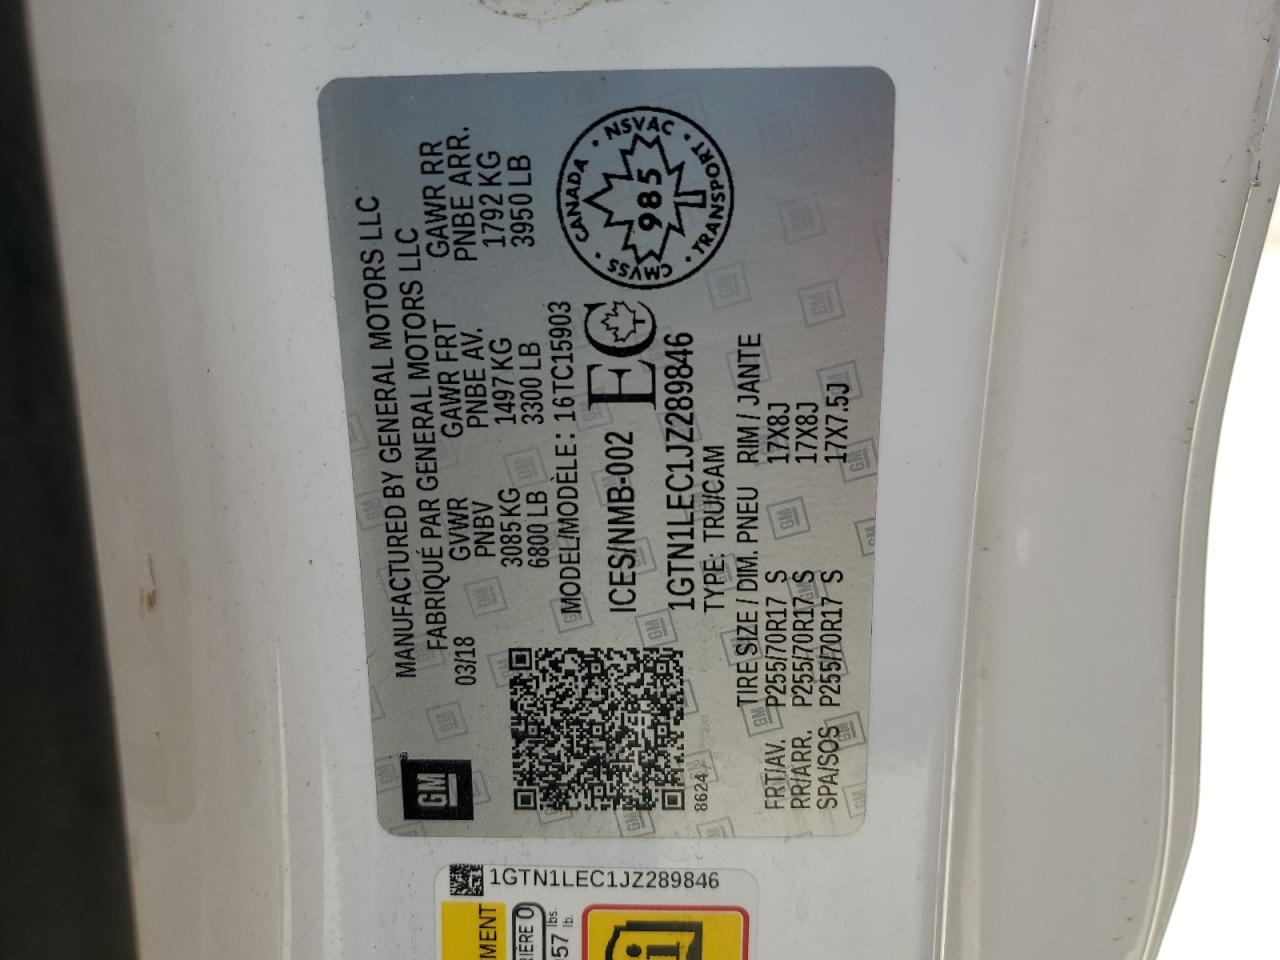 GM
MANUFACTURED BY GENERAL MOTORS LLC
FABRIQUÉ PAR GENERAL MOTORS LLC
03/18 GVWR GAWR FRT GAWR RR
PNBV PNBE AV. PNBE ARR.
3085 KG 1497 KG 1792 KG
6800 LB 3300 LB 3950 LB
MODEL/MODÈLE: 16 TC15903
ICES/NMB-002 EC
CANADA • NSVAC • TRANSPORT • CMVSS •
985
1GTN1LEC1JZ289846
8624 TYPE: TRU/CAM
TIRE SIZE / DIM. PNEU RIM / JANTE
FRT/AV. P255/70R17 S 17X8J
RR/ARR. P255/70R17 S 17X8J
SPA/SOS P255/70R17 S 17X7.5J
1GTN1LEC1JZ289846